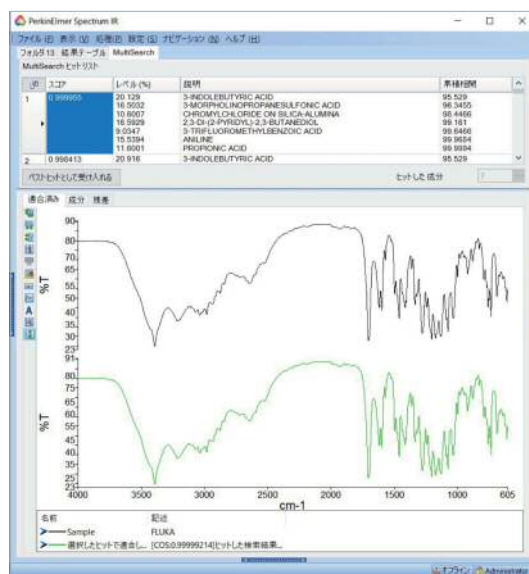 PerkinElmer Spectrum IR
ファイル (F) 表示 (V) 処理(P) 設定 (S) ナビゲーション (N) ヘルプ (H)
フォルダ13 結果テーブル MultiSearch
MultiSearch ヒットリスト
スコア レベル (%) 説明 累積相関
1 0.999955 20.129 3-INDOLEBUTYRIC ACID 95.529
16.5032 3-MORPHOLINOPROPANESULFONIC ACID 96.3455
10.8007 CHROMYLCHLORIDE ON SILICA-ALUMINA 98.4466
16.5929 2,3-DI-(2-PYRIDYL)-2,3-BUTANEDIOL 99.161
9.0347 3-TRIFLUOROMETHYLBENZOIC ACID 99.6466
15.5394 ANILINE 99.9684
11.6001 PROPIONIC ACID 99.9994
2 0.998413 20.916 3-INDOLEBUTYRIC ACID 95.529
ベストヒットとして受け入れる ヒットした成分 7
適合済み 成分 残差
90
80
75
70
65
60
55
50
45
40
35
30
23
%T
91
80
75
70
65
60
55
50
45
40
35
23
%T
4000 3500 3000 2500 2000 1500 1000 605
cm-1
名前 記述
Sample FLUKA
選択したヒットで適合し... [COS:0.99999214]ヒットした検索結果...
オフライン Administrator